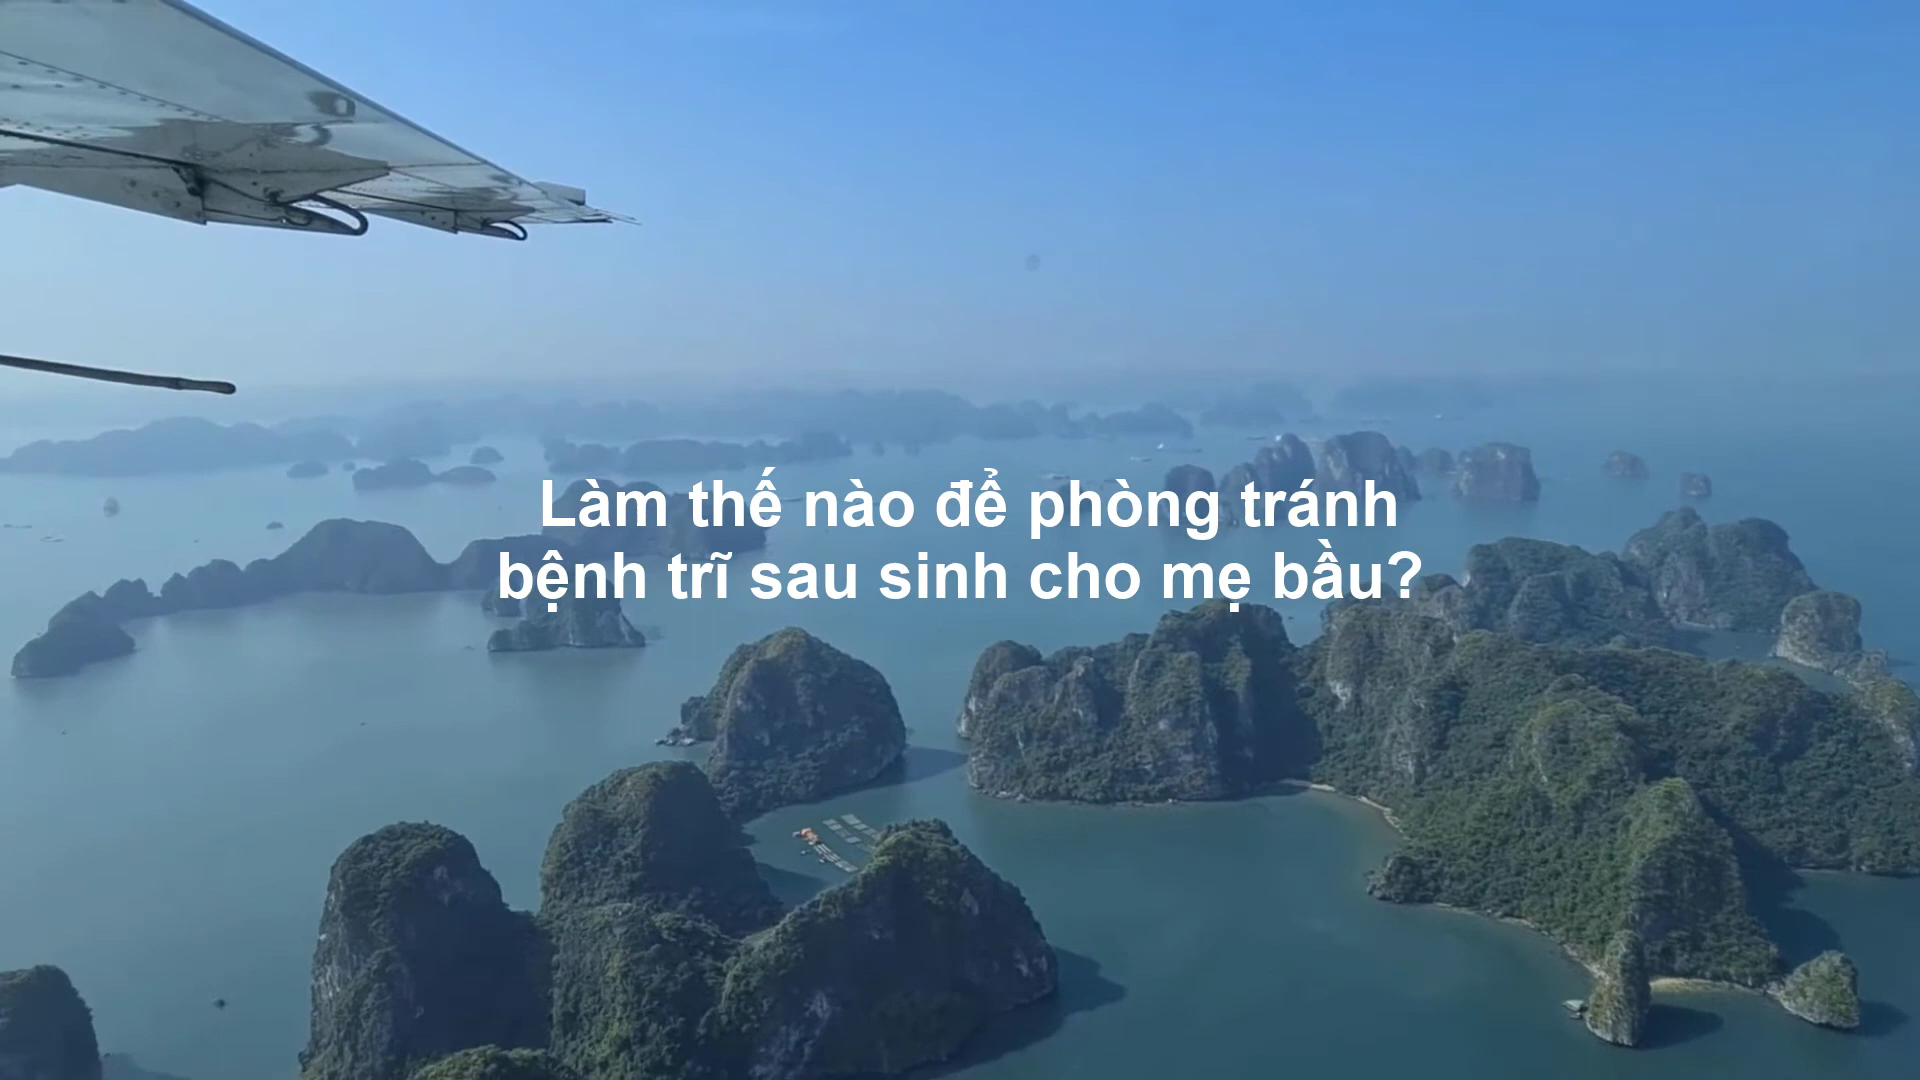 Làm thế nào để phòng tránh
bệnh trĩ sau sinh cho mẹ bầu?